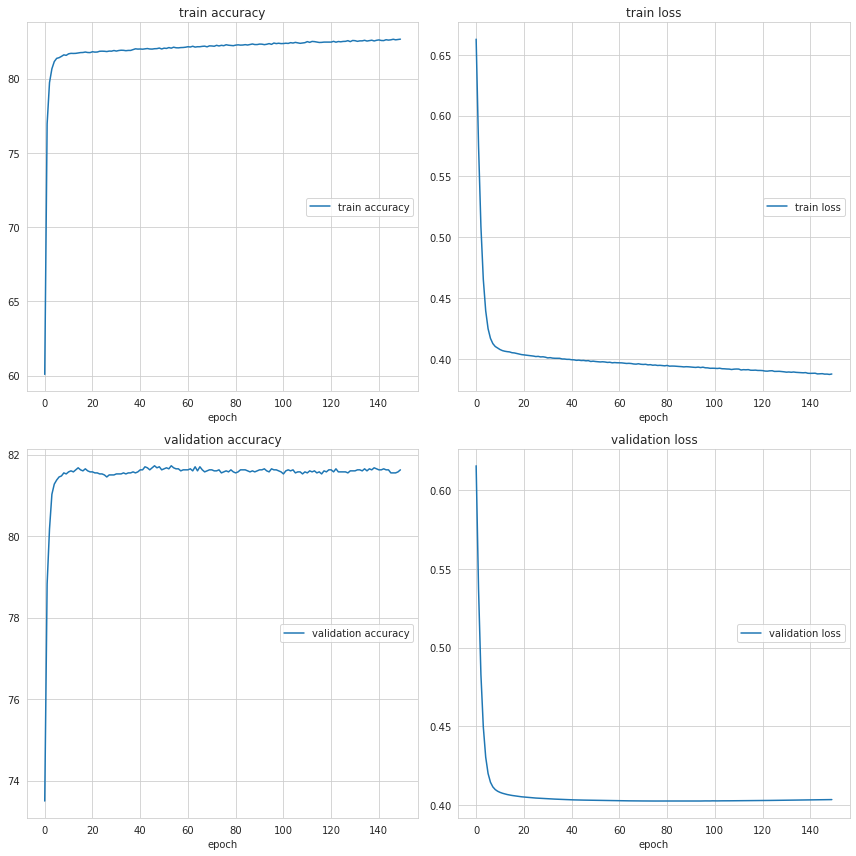 train accuracy
80
75
70
65
60
train accuracy
0 20 40 60 80 100 120 140
epoch
train loss
0.65
0.60
0.55
0.50
0.45
0.40
train loss
0 20 40 60 80 100 120 140
epoch
validation accuracy
82
80
78
76
74
validation accuracy
0 20 40 60 80 100 120 140
epoch
validation loss
0.60
0.55
0.50
0.45
0.40
validation loss
0 20 40 60 80 100 120 140
epoch